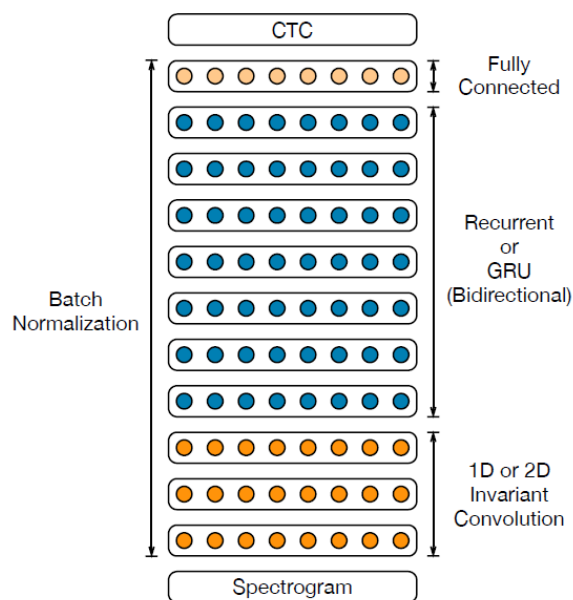 CTC
Fully
Connected
Recurrent
or
GRU
(Bidirectional)
Batch
Normalization
1D or 2D
Invariant
Convolution
Spectrogram